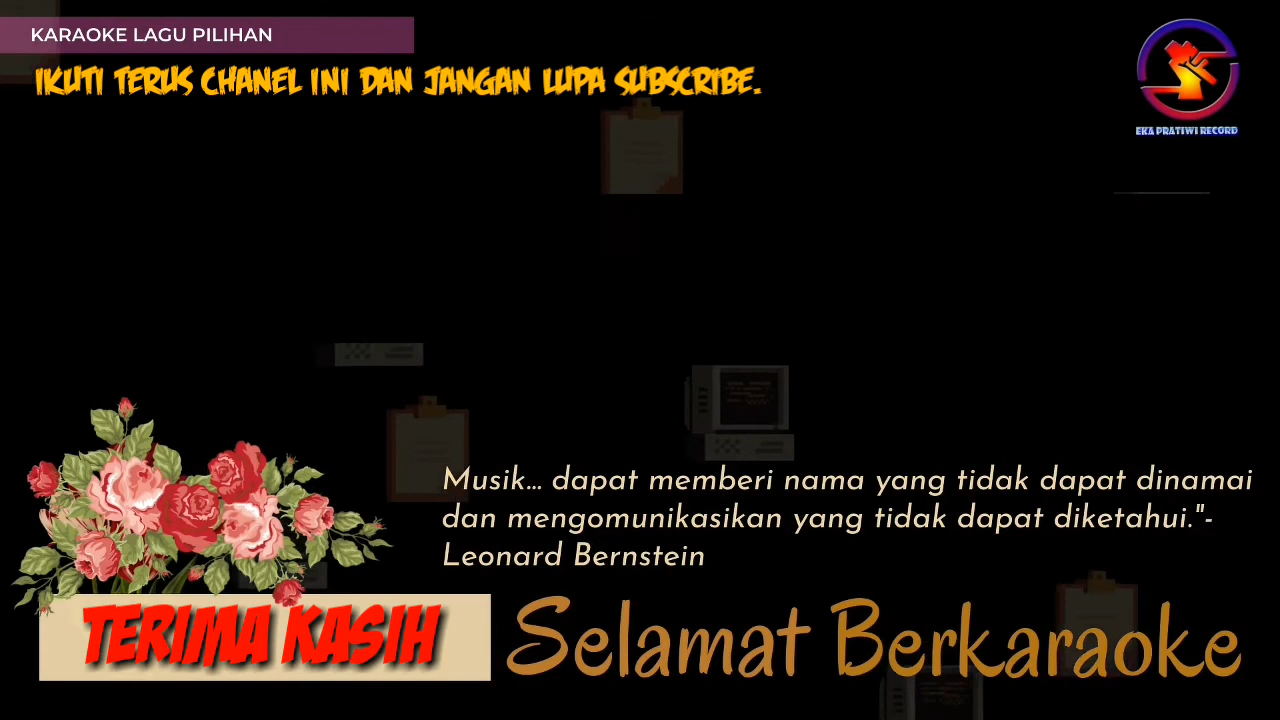 KARAOKE LAGU PILIHAN
IKUTI TERUS CHANEL INI DAN JANGAN LUPA SUBSCRIBE.
EKA PRATIWI RECORD
Musik... dapat memberi nama yang tidak dapat dinamai
dan mengomunikasikan yang tidak dapat diketahui."-
Leonard Bernstein
TERIMA KASIH
Selamat Berkaraoke